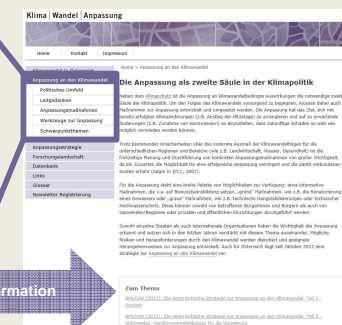 Klima | Wandel | Anpassung
Home
Kontakt
Impressum
Home > Anpassung an den Klimawandel
Klimawandel in Österreich
Anpassung an den Klimawandel
Politisches Umfeld
Leitgedanken
Anpassungsmaßnahmen
Werkzeuge zur Anpassung
Schwerpunktthemen
Anpassungsstrategie
Forschungslandschaft
Datenbank
Links
Glossar
Newsletter Registrierung
Die Anpassung als zweite Säule in der Klimapolitik
Neben dem Klimaschutz ist die Anpassung an klimawandelbedingte Auswirkungen die notwendige zweite
Säule der Klimapolitik. Um den Folgen des Klimawandels vorsorgend zu begegnen, müssen daher auch
Maßnahmen zur Anpassung entwickelt und umgesetzt werden. Die Anpassung hat das Ziel, sich mit
bereits erfolgten Klimaänderungen (z.B. Anstieg der Hitzetage) zu arrangieren und auf zu erwartende
Änderungen (z.B. Zunahme von Hochwässern) so einzustellen, dass zukünftige Schäden so weit wie
möglich vermieden werden können.
Trotz bestehender Unsicherheiten über das konkrete Ausmaß der Klimawandelfolgen für die
unterschiedlichen Regionen und Bereiche (wie z.B. Landwirtschaft, Wasser, Gesundheit) ist die
frühzeitige Planung und Durchführung von konkreten Anpassungsmaßnahmen von großer Wichtigkeit,
da ein Zuwarten die Möglichkeit für eine erfolgreiche Anpassung verringert und die damit verbundenen
Kosten erhöht (Adger in IPCC, 2007).
Für die Anpassung steht eine breite Palette von Möglichkeiten zur Verfügung: eine informative
Maßnahmen, die v.a. auf Bewusstseinsbildung setzen, „grüne" Maßnahmen, wie z.B. die Renaturierung
eines Gewässers oder „graue" Maßnahmen, wie z.B. technische Hangstabilisierungen oder technischer
Hochwasserschutz. Diese können sowohl von betroffenen Bürgerinnen und Bürgern als auch von
Gemeinden/Regionen oder privaten und öffentlichen Einrichtungen durchgeführt werden.
Sowohl einzelne Staaten als auch internationale Organisationen haben die Wichtigkeit der Anpassung
erkannt und setzen sich in den letzten Jahren verstärkt mit diesem Thema auseinander. Mögliche
Risiken und Herausforderungen durch den Klimawandel werden diskutiert und geeignete
Herangehensweisen zur Anpassung entwickelt. Auch für Österreich liegt seit Oktober 2012 eine
Strategie zur Anpassung an den Klimawandel vor.
rmation
Zum Thema
BMLFUW (2012): Die österreichische Strategie zur Anpassung an den Klimawandel, Teil 1 -
Kontext
BMLFUW (2012): Die österreichische Strategie zur Anpassung an den Klimawandel, Teil 2 –
Aktionsplan, Handlungsempfehlungen für die Umsetzung